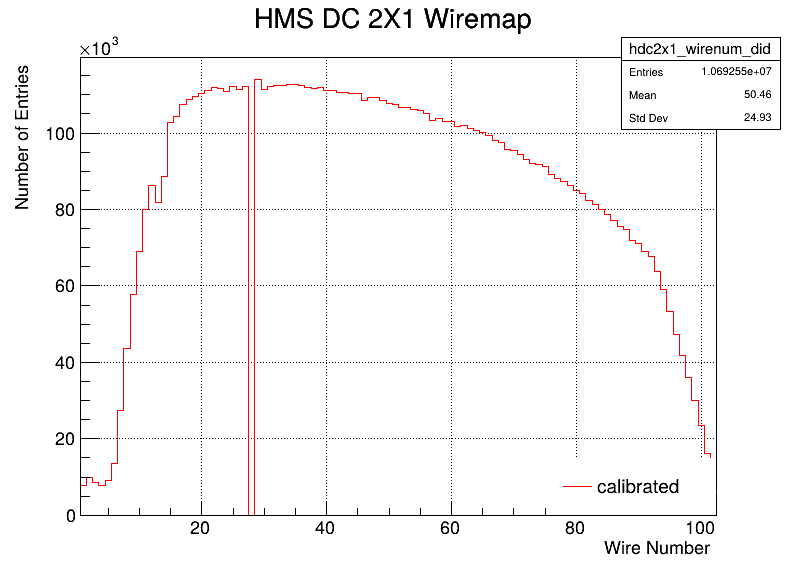 HMS DC 2X1 Wiremap
×10³
hdc2x1_wirenum_did
Entries 1.069255e+07
Mean 50.46
Std Dev 24.93
Number of Entries
100
80
60
40
20
0
calibrated
20 40 60 80 100
Wire Number